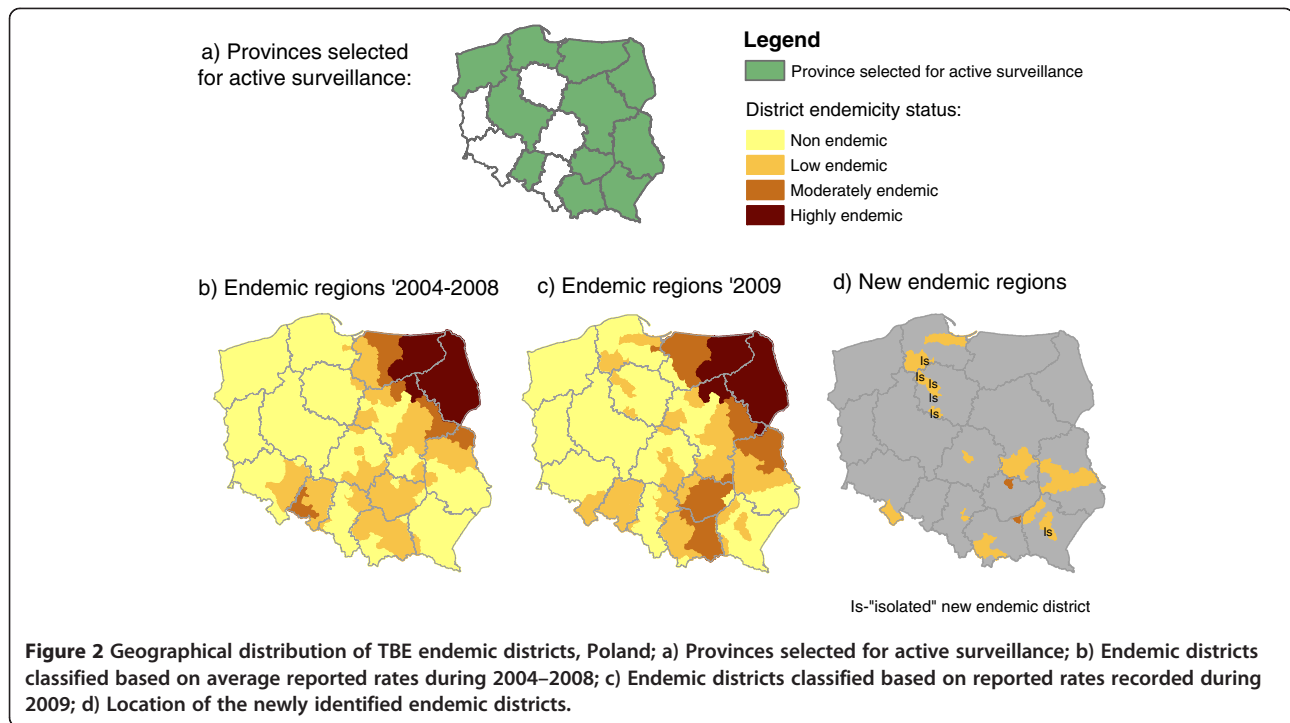 a) Provinces selected
for active surveillance:
Legend
Province selected for active surveillance
District endemicity status:
Non endemic
Low endemic
Moderately endemic
Highly endemic
b) Endemic regions '2004-2008
c) Endemic regions '2009
d) New endemic regions
Is
Is
Is
Is
Is
Is
Is-"isolated" new endemic district
Figure 2 Geographical distribution of TBE endemic districts, Poland; a) Provinces selected for active surveillance; b) Endemic districts
classified based on average reported rates during 2004–2008; c) Endemic districts classified based on reported rates recorded during
2009; d) Location of the newly identified endemic districts.